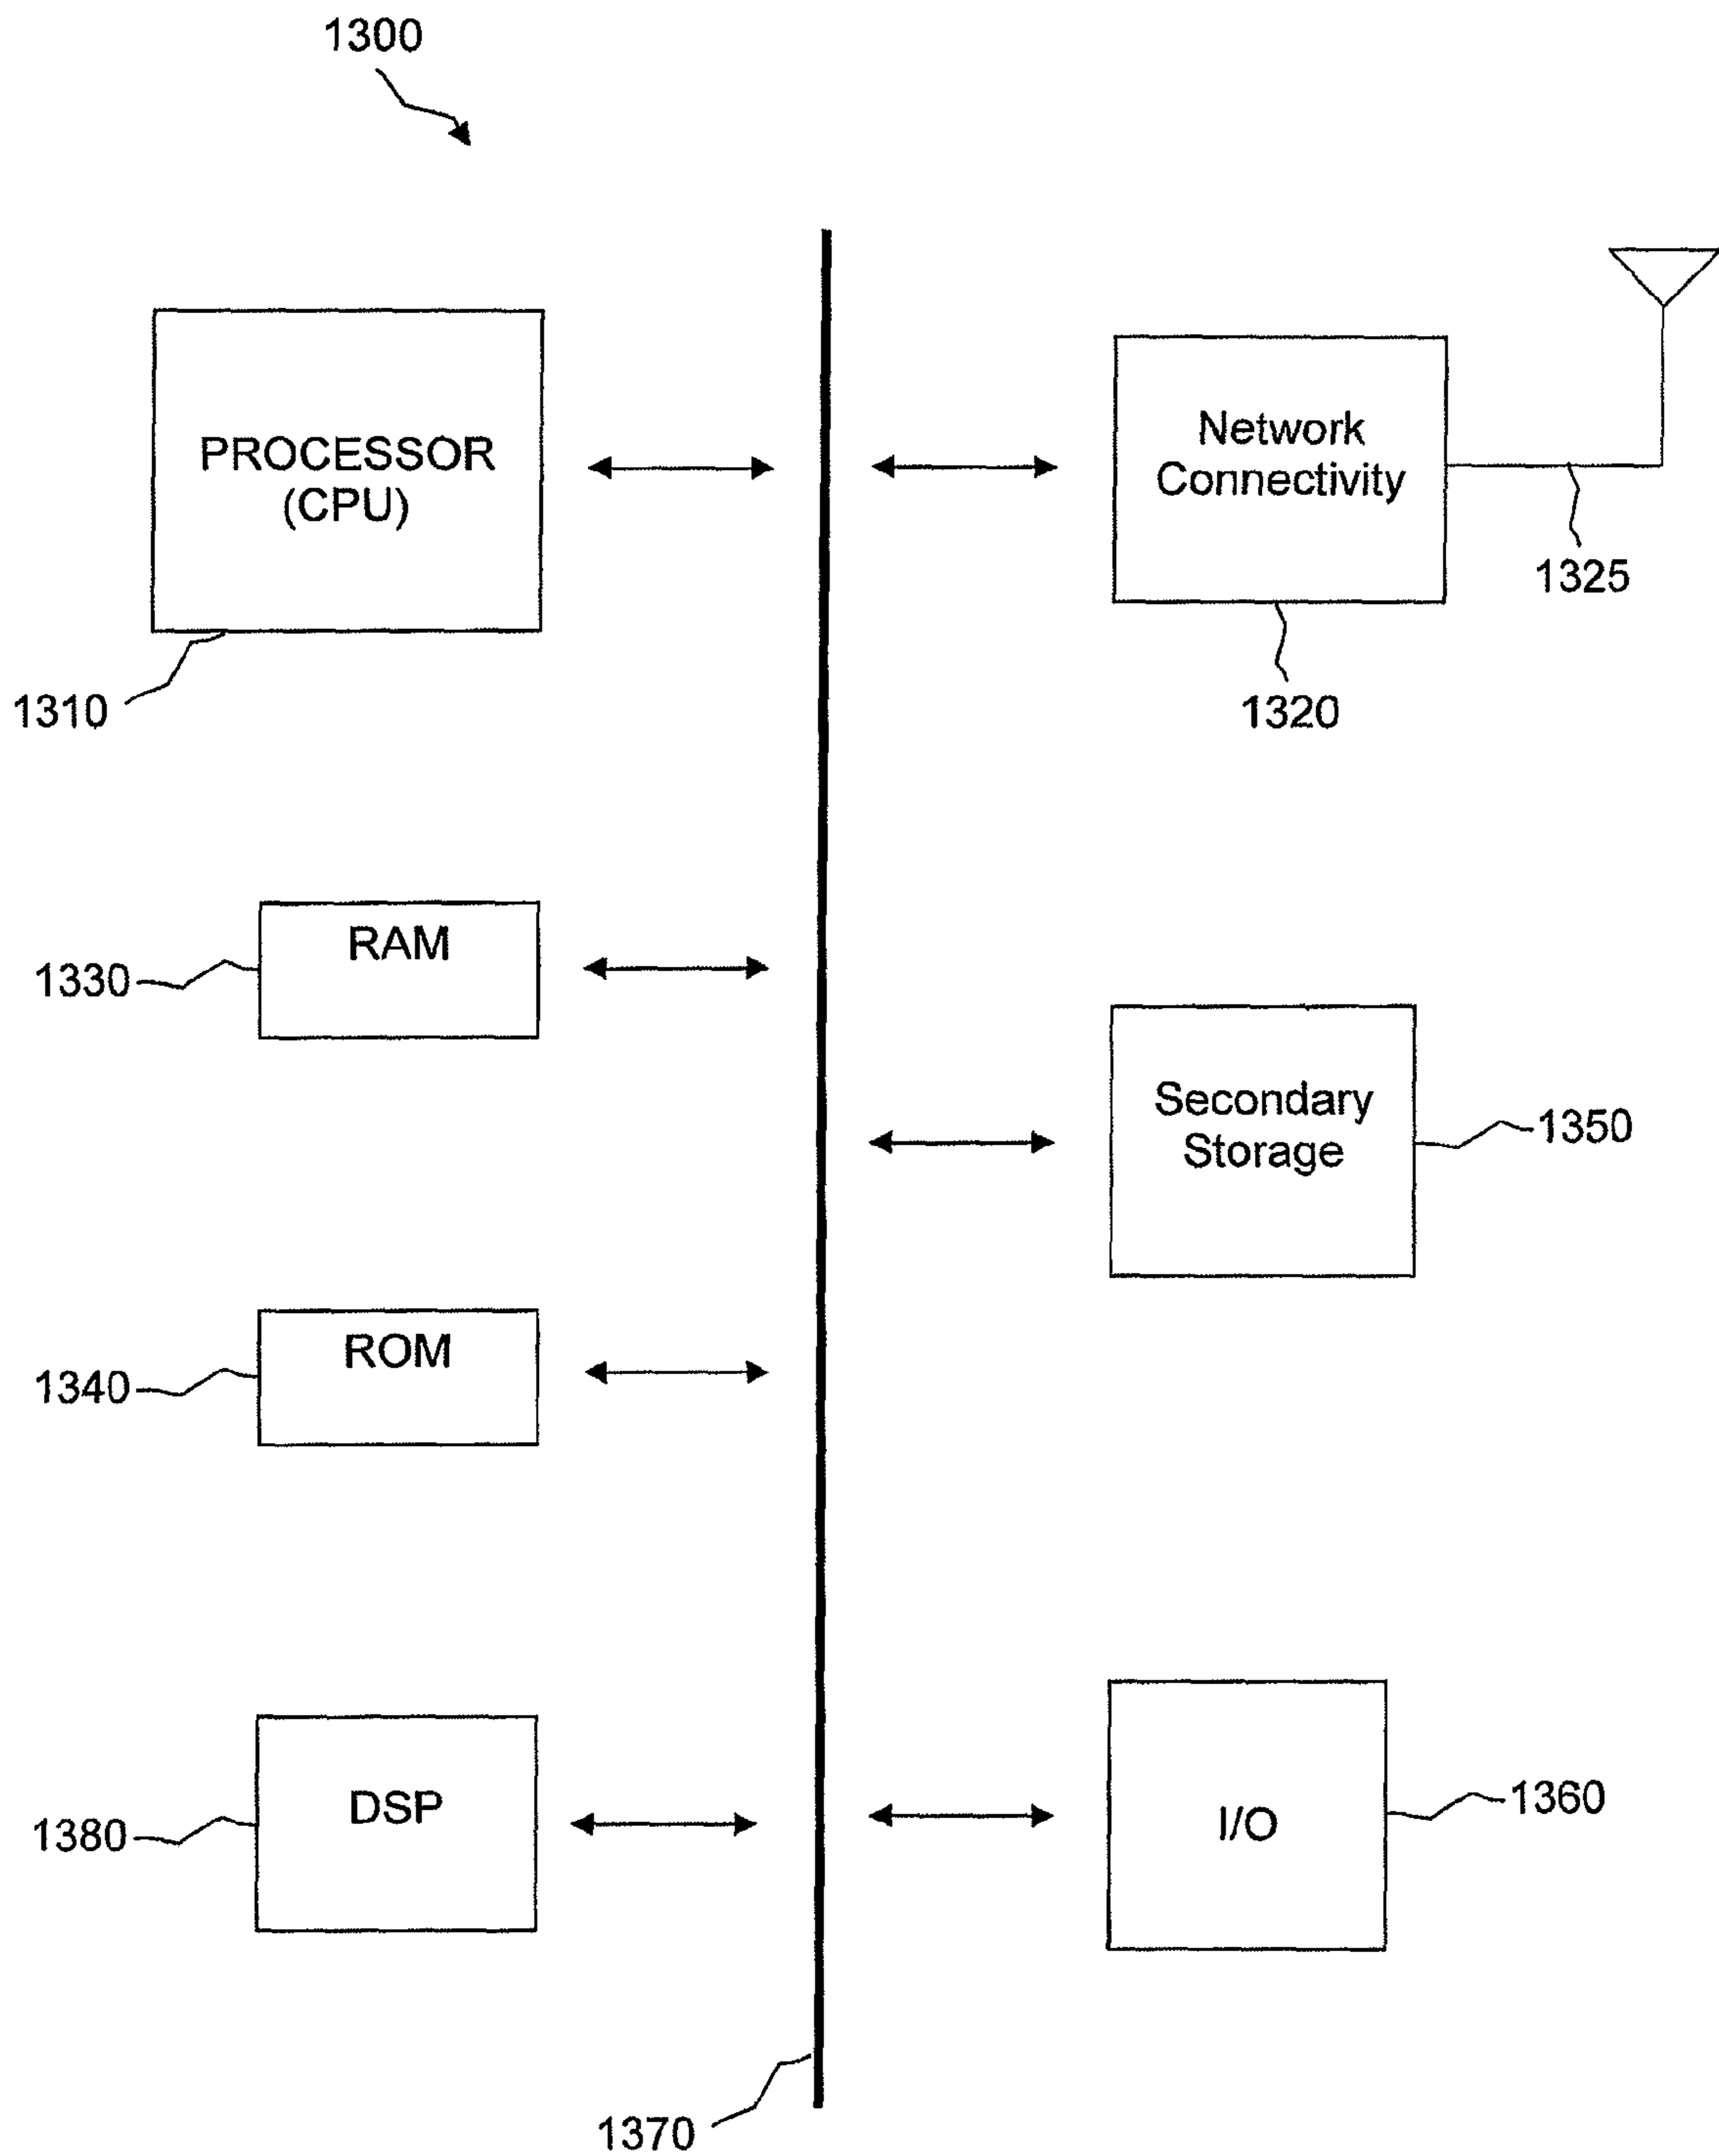 1300
PROCESSOR
(CPU)
1310
Network
Connectivity
1325
1320
RAM
1330
Secondary
Storage
1350
ROM
1340
DSP
1380
I/O
1360
1370